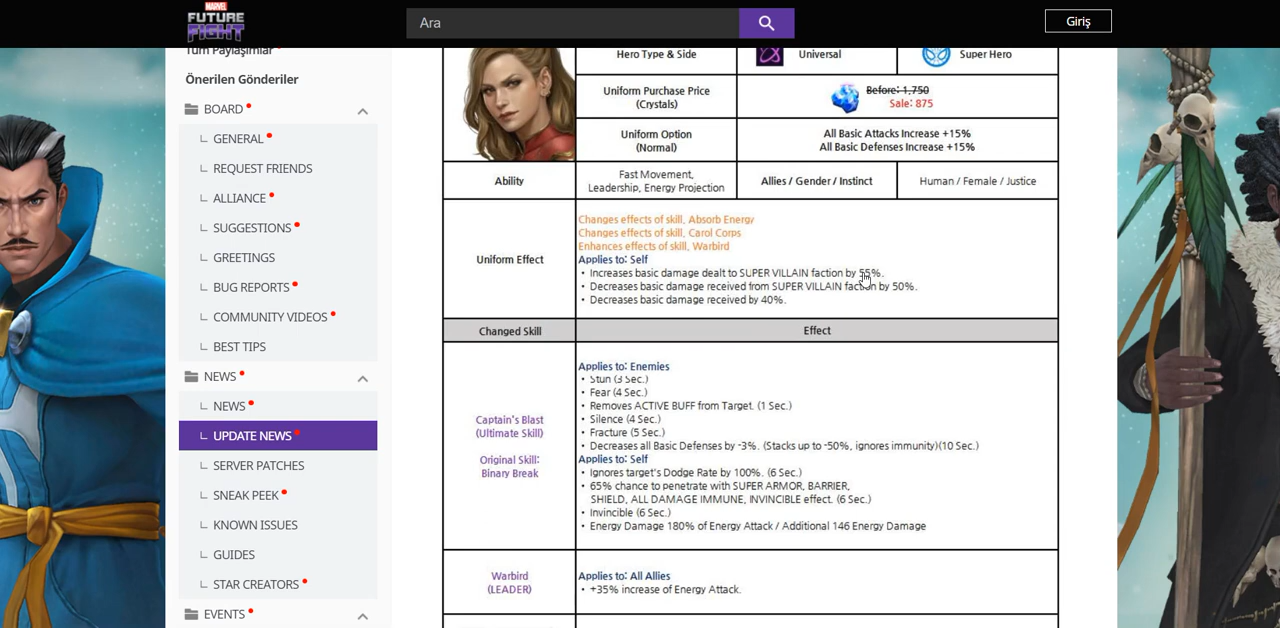 MARVEL
FUTURE
FIGHT
Ara
Giriş
Tüm Paylaşımlar
Önerilen Gönderiler
BOARD
GENERAL
REQUEST FRIENDS
ALLIANCE
SUGGESTIONS
GREETINGS
BUG REPORTS
COMMUNITY VIDEOS
BEST TIPS
NEWS
NEWS
UPDATE NEWS
SERVER PATCHES
SNEAK PEEK
KNOWN ISSUES
GUIDES
STAR CREATORS
EVENTS
Hero Type & Side
Universal
Super Hero
Uniform Purchase Price
(Crystals)
Before: 1,750
Sale: 875
Uniform Option
(Normal)
All Basic Attacks Increase +15%
All Basic Defenses Increase +15%
Ability
Fast Movement,
Leadership, Energy Projection
Allies / Gender / Instinct
Human / Female / Justice
Uniform Effect
Changes effects of skill, Absorb Energy
Changes effects of skill, Carol Corps
Enhances effects of skill, Warbird
Applies to: Self
• Increases basic damage dealt to SUPER VILLAIN faction by 55%.
• Decreases basic damage received from SUPER VILLAIN faction by 50%.
• Decreases basic damage received by 40%.
Changed Skill
Effect
Captain's Blast
(Ultimate Skill)
Original Skill:
Binary Break
Applies to: Enemies
• Stun (3 Sec.)
• Fear (4 Sec.)
• Removes ACTIVE BUFF from Target. (1 Sec.)
• Silence (4 Sec.)
• Fracture (5 Sec.)
• Decreases all Basic Defenses by -3%. (Stacks up to -50%, ignores immunity)(10 Sec.)
Applies to: Self
• Ignores target's Dodge Rate by 100%. (6 Sec.)
• 65% chance to penetrate with SUPER ARMOR, BARRIER,
SHIELD, ALL DAMAGE IMMUNE, INVINCIBLE effect. (6 Sec.)
• Invincible (6 Sec.)
• Energy Damage 180% of Energy Attack / Additional 146 Energy Damage
Warbird
(LEADER)
Applies to: All Allies
• +35% increase of Energy Attack.